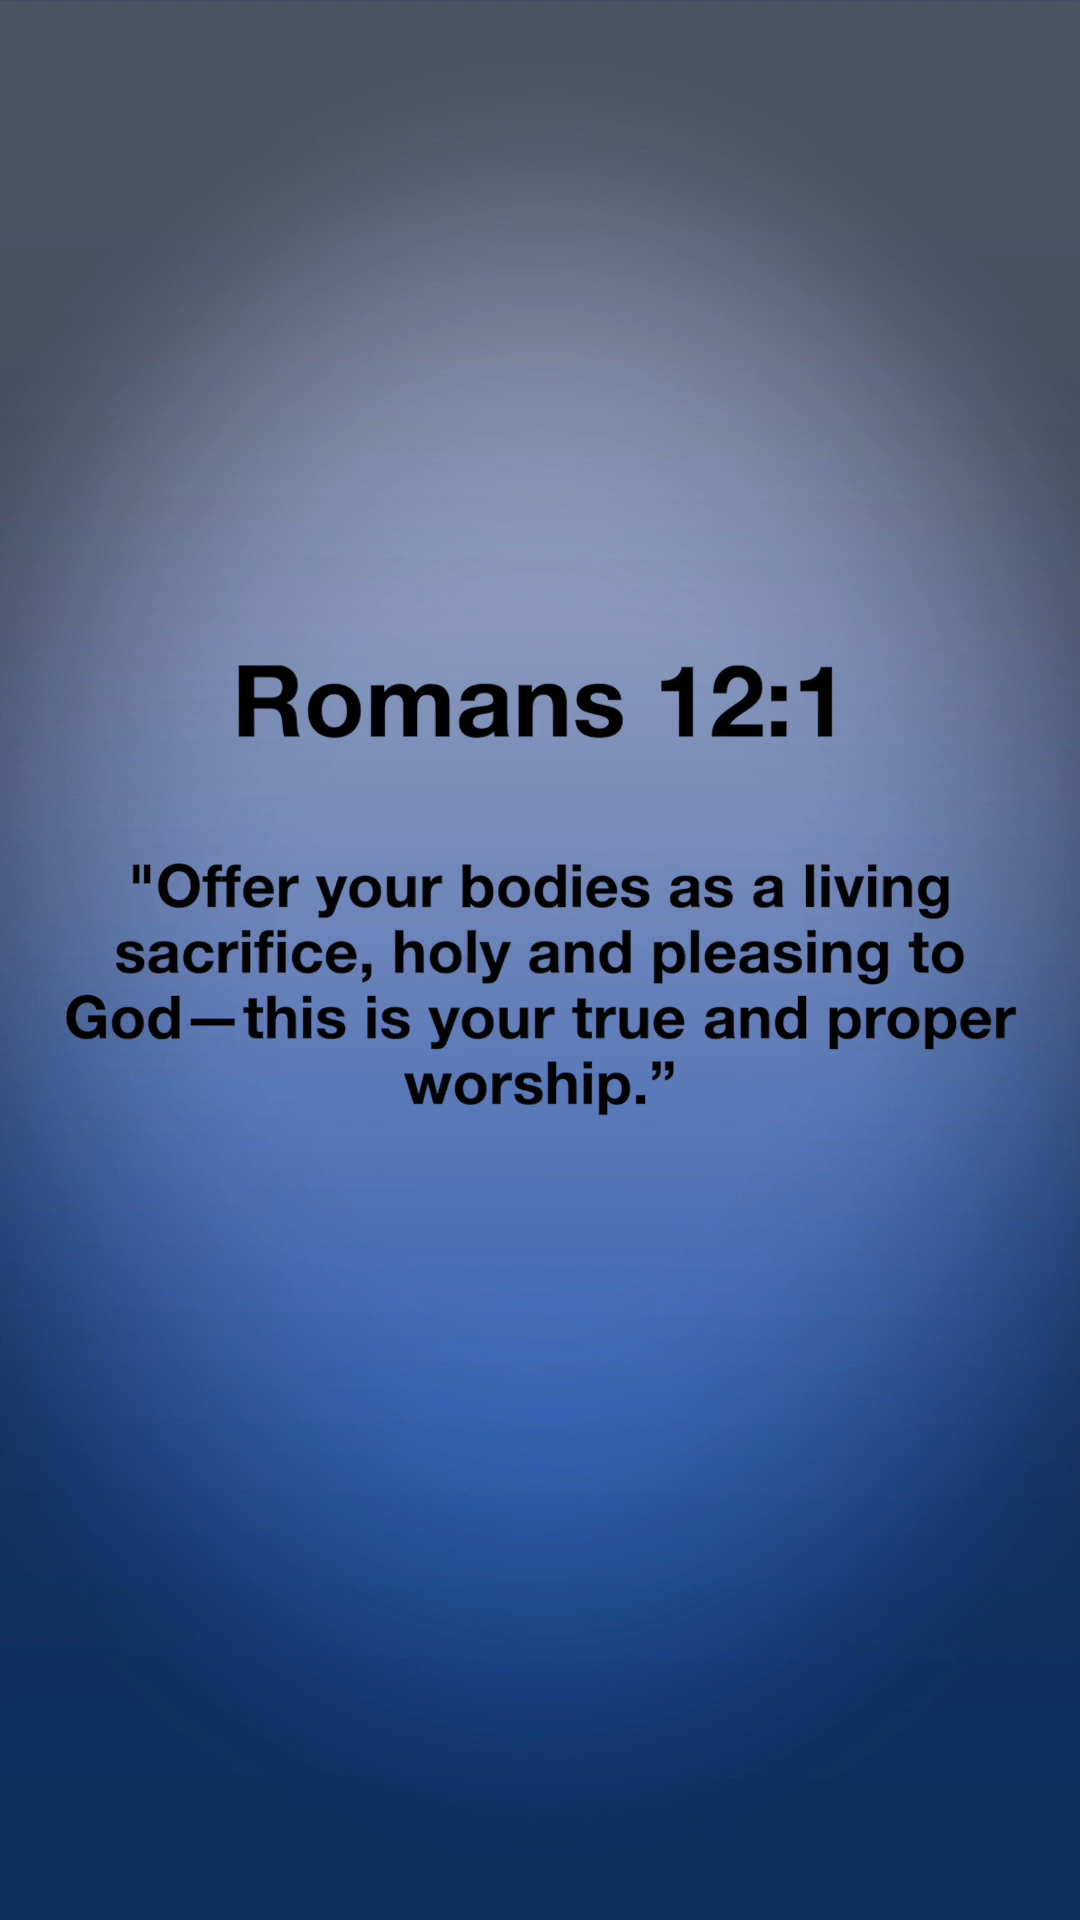 Romans 12:1
"Offer your bodies as a living
sacrifice, holy and pleasing to
God—this is your true and proper
worship.”